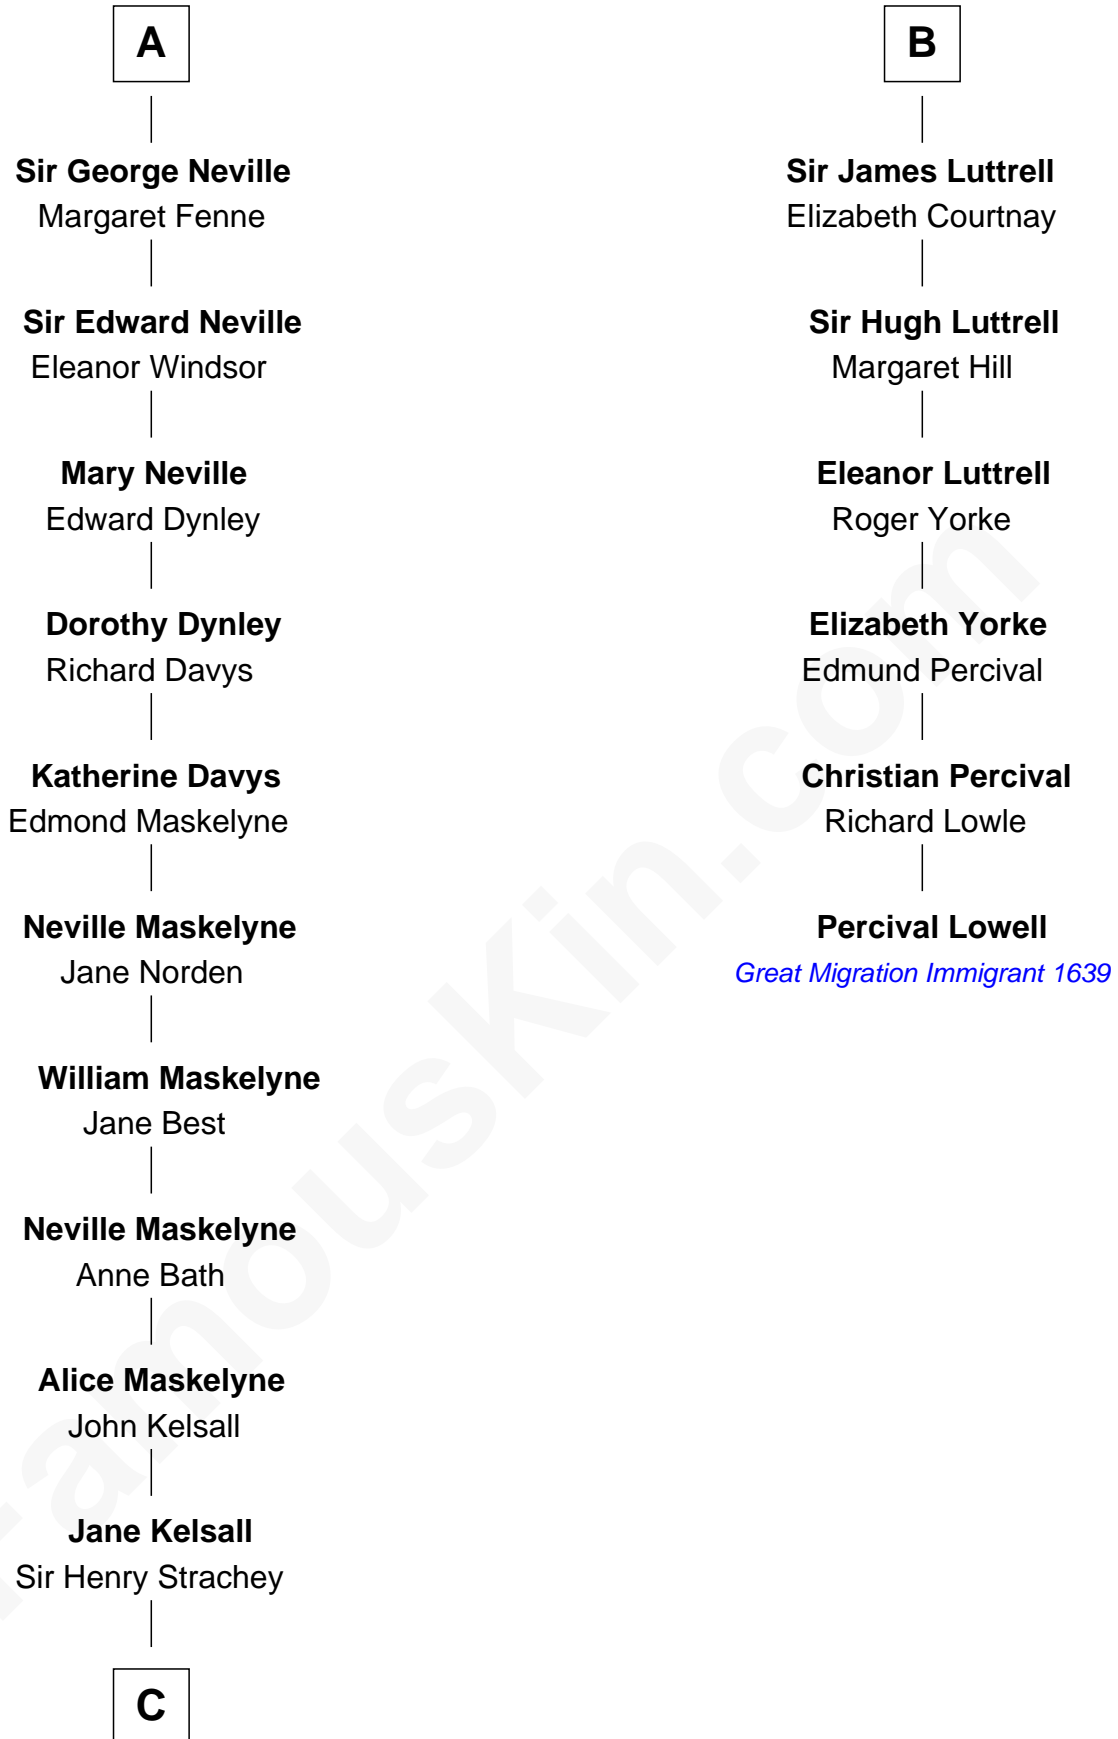 A
Sir George Neville
Margaret Fenne
Sir Edward Neville
Eleanor Windsor
Mary Neville
Edward Dynley
Dorothy Dynley
Richard Davys
Katherine Davys
Edmond Maskelyne
Neville Maskelyne
Jane Norden
William Maskelyne
Jane Best
Neville Maskelyne
Anne Bath
Alice Maskelyne
John Kelsall
Jane Kelsall
Sir Henry Strachey
C
B
Sir James Luttrell
Elizabeth Courtnay
Sir Hugh Luttrell
Margaret Hill
Eleanor Luttrell
Roger Yorke
Elizabeth Yorke
Edmund Percival
Christian Percival
Richard Lowle
Percival Lowell
Great Migration Immigrant 1639
FamousKin.com